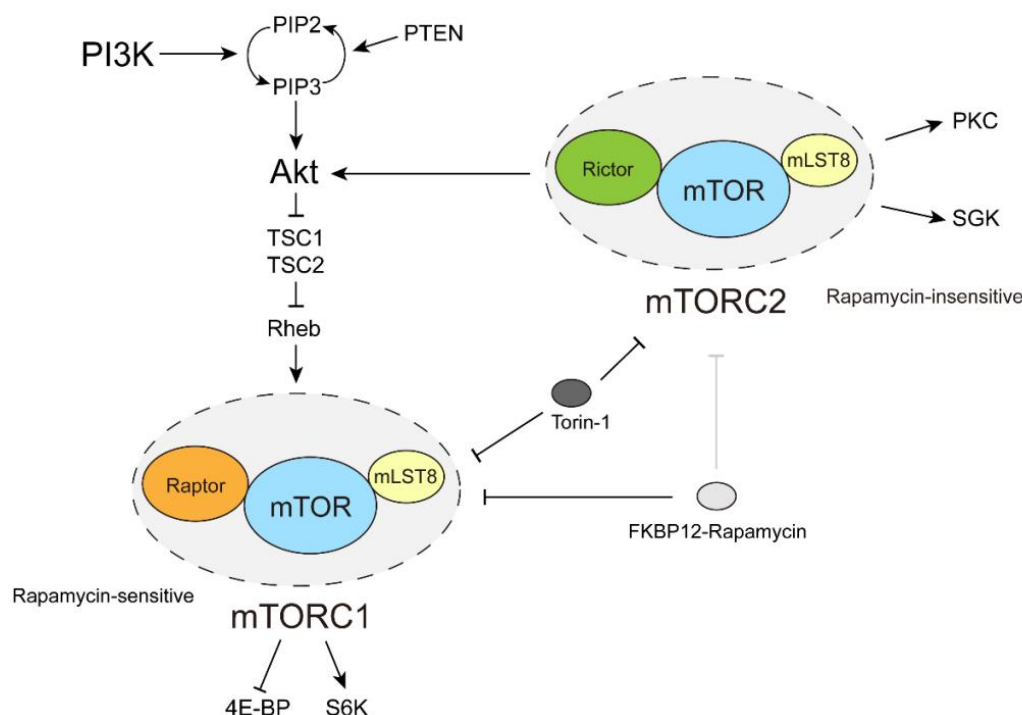 PIP2
PTEN
PI3K
PIP3
PKC
Rictor
mTOR
mLST8
Akt
SGK
TSC1
TSC2
mTORC2
Rapamycin-insensitive
Rheb
Torin-1
Raptor
mTOR
mLST8
FKBP12-Rapamycin
Rapamycin-sensitive
mTORC1
4E-BP
S6K